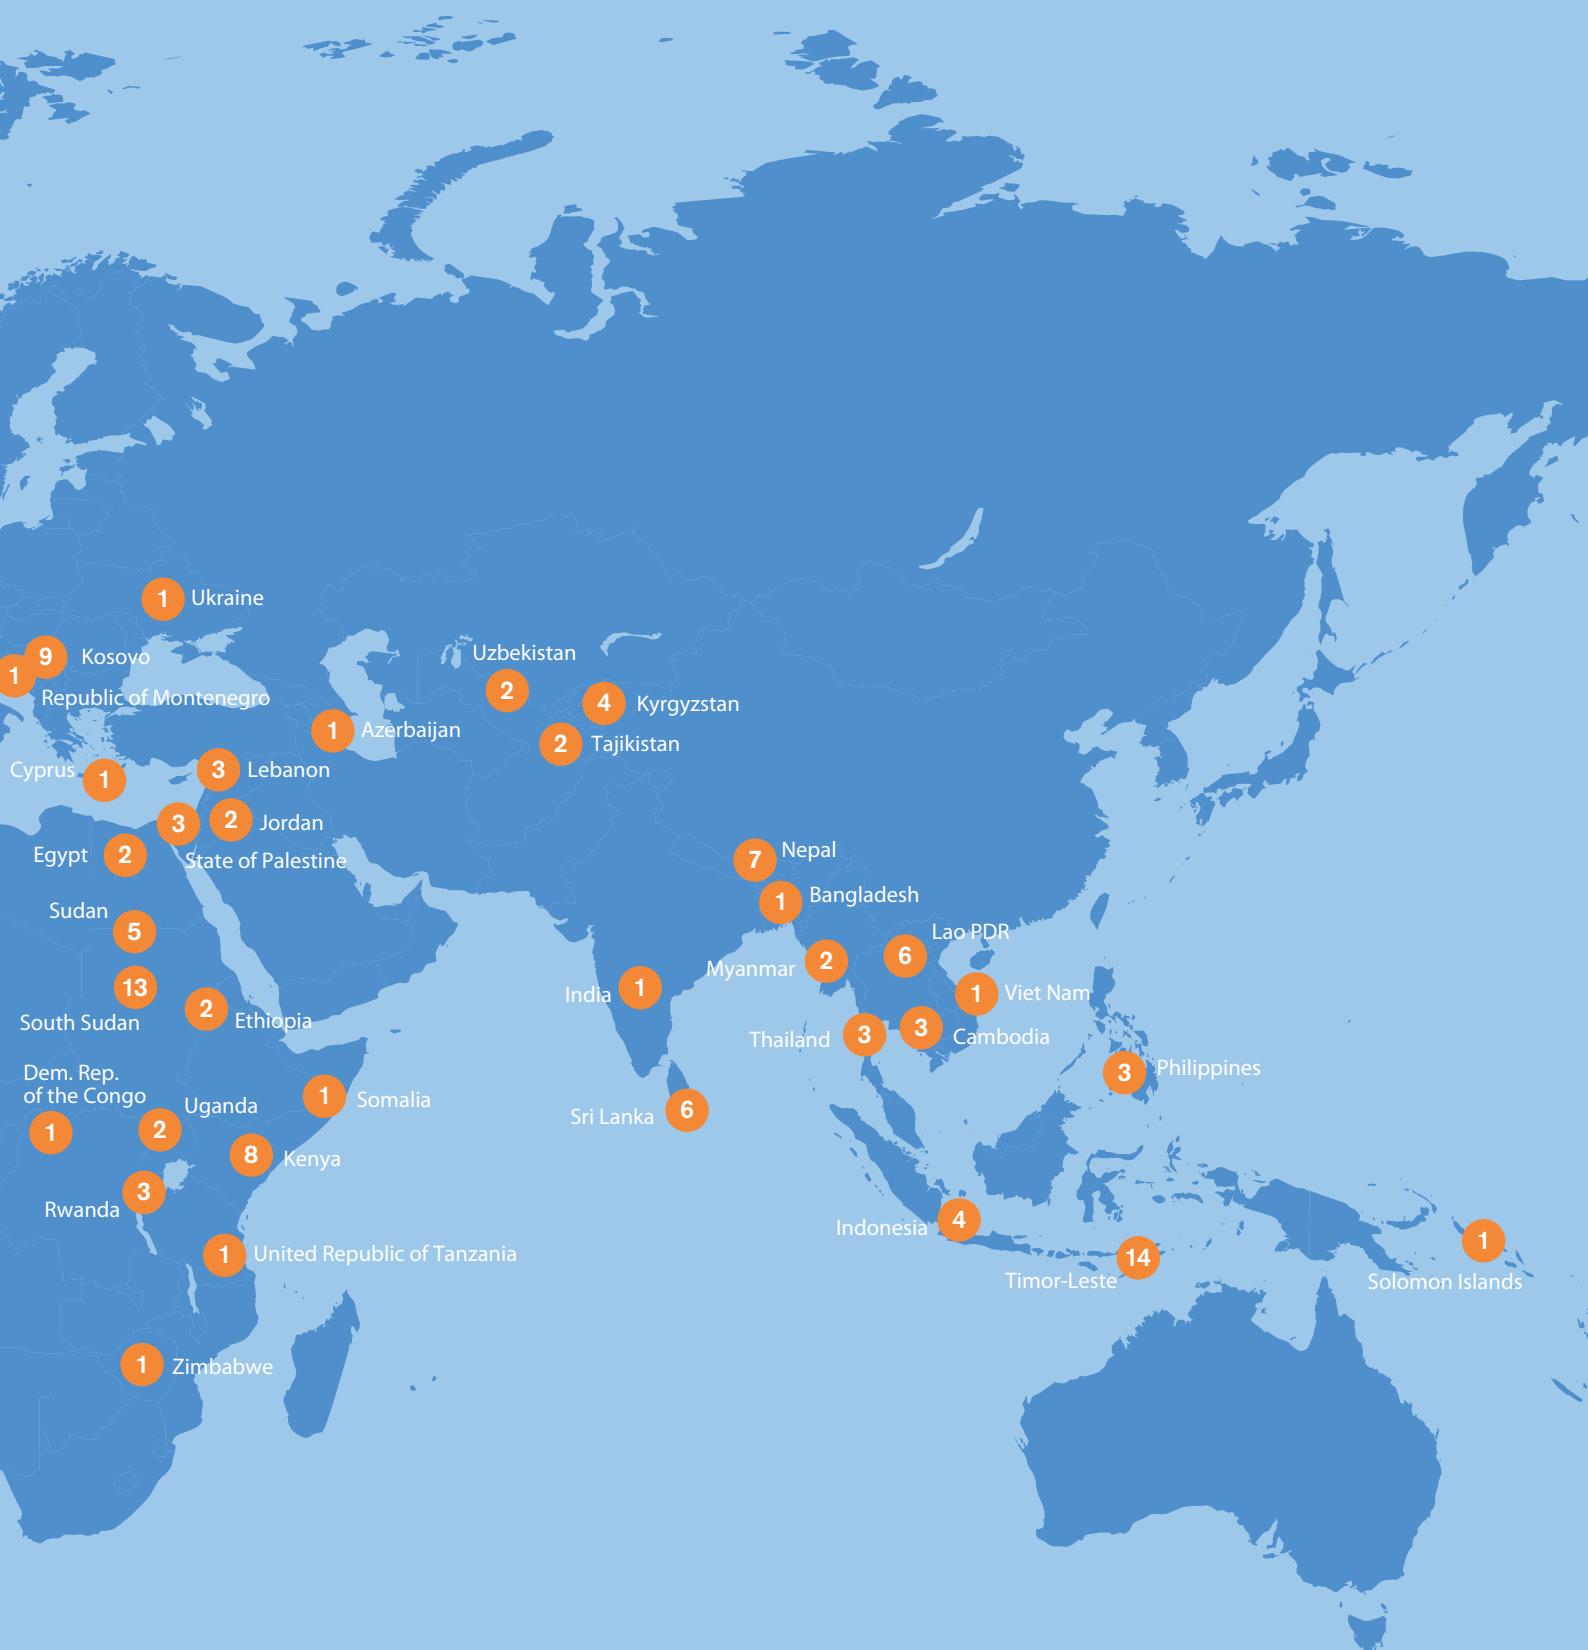 1 Ukraine
9 Kosovo
1
Republic of Montenegro
Uzbekistan
2
4 Kyrgyzstan
1 Azerbaijan
2 Tajikistan
Cyprus 1
3 Lebanon
3
2 Jordan
Egypt 2
State of Palestine
7 Nepal
1 Bangladesh
Sudan
5
Lao PDR
6
Myanmar 2
13
South Sudan
2 Ethiopia
India 1
1 Viet Nam
Thailand 3
3 Cambodia
Dem. Rep.
of the Congo
1
Uganda
2
1 Somalia
Sri Lanka 6
3 Philippines
8 Kenya
3
Rwanda
Indonesia 4
1 United Republic of Tanzania
14
Timor-Leste
1
Solomon Islands
1 Zimbabwe